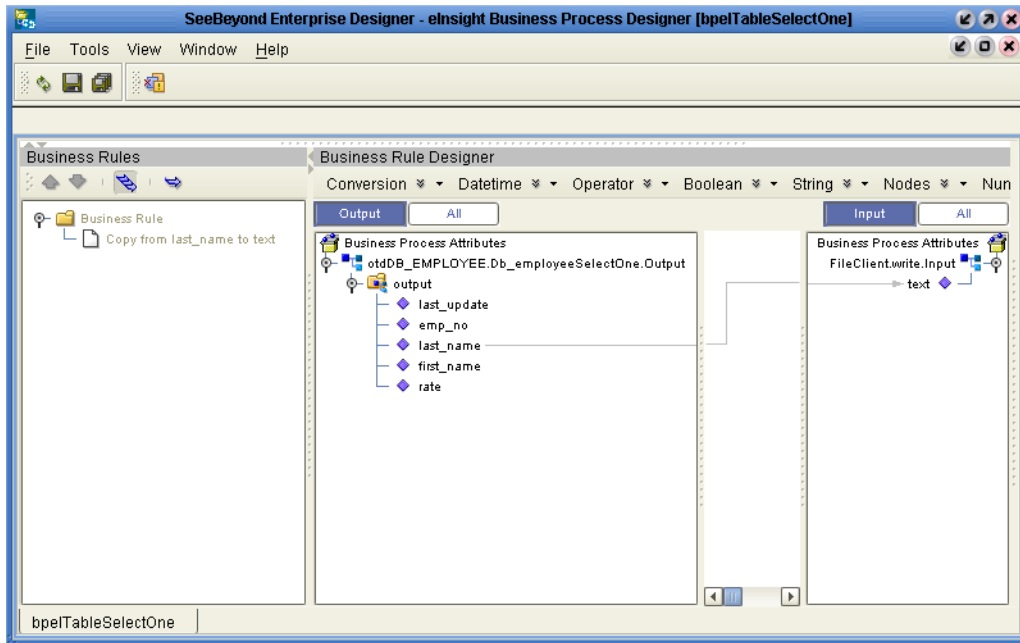 SeeBeyond Enterprise Designer - eInsight Business Process Designer [bpelTableSelectOne]
File Tools View Window Help
Business Rules
Business Rule Designer
Conversion Datetime Operator Boolean String Nodes Nun
Output All
Input All
Business Rule
Copy from last_name to text
Business Process Attributes
otdDB_EMPLOYEE.Db_employeeSelectOne.Output
output
last_update
emp_no
last_name
first_name
rate
Business Process Attributes
FileClient.write.Input
text
bpelTableSelectOne